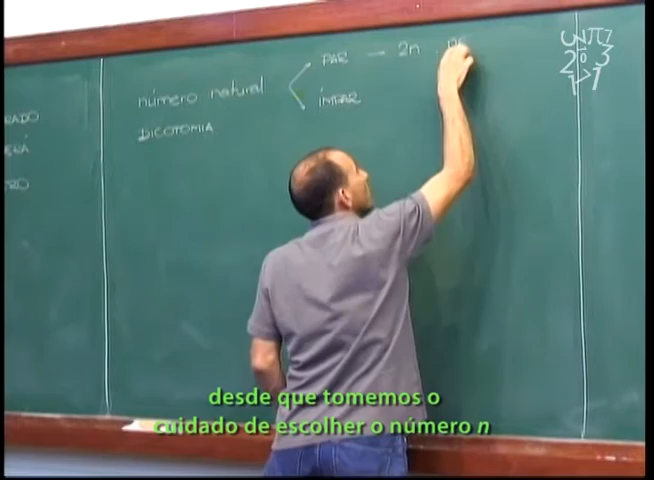 PAR — 2n
número natural
ÍMPAR
DICOTOMIA
desde que tomemos o
cuidado de escolher o número n